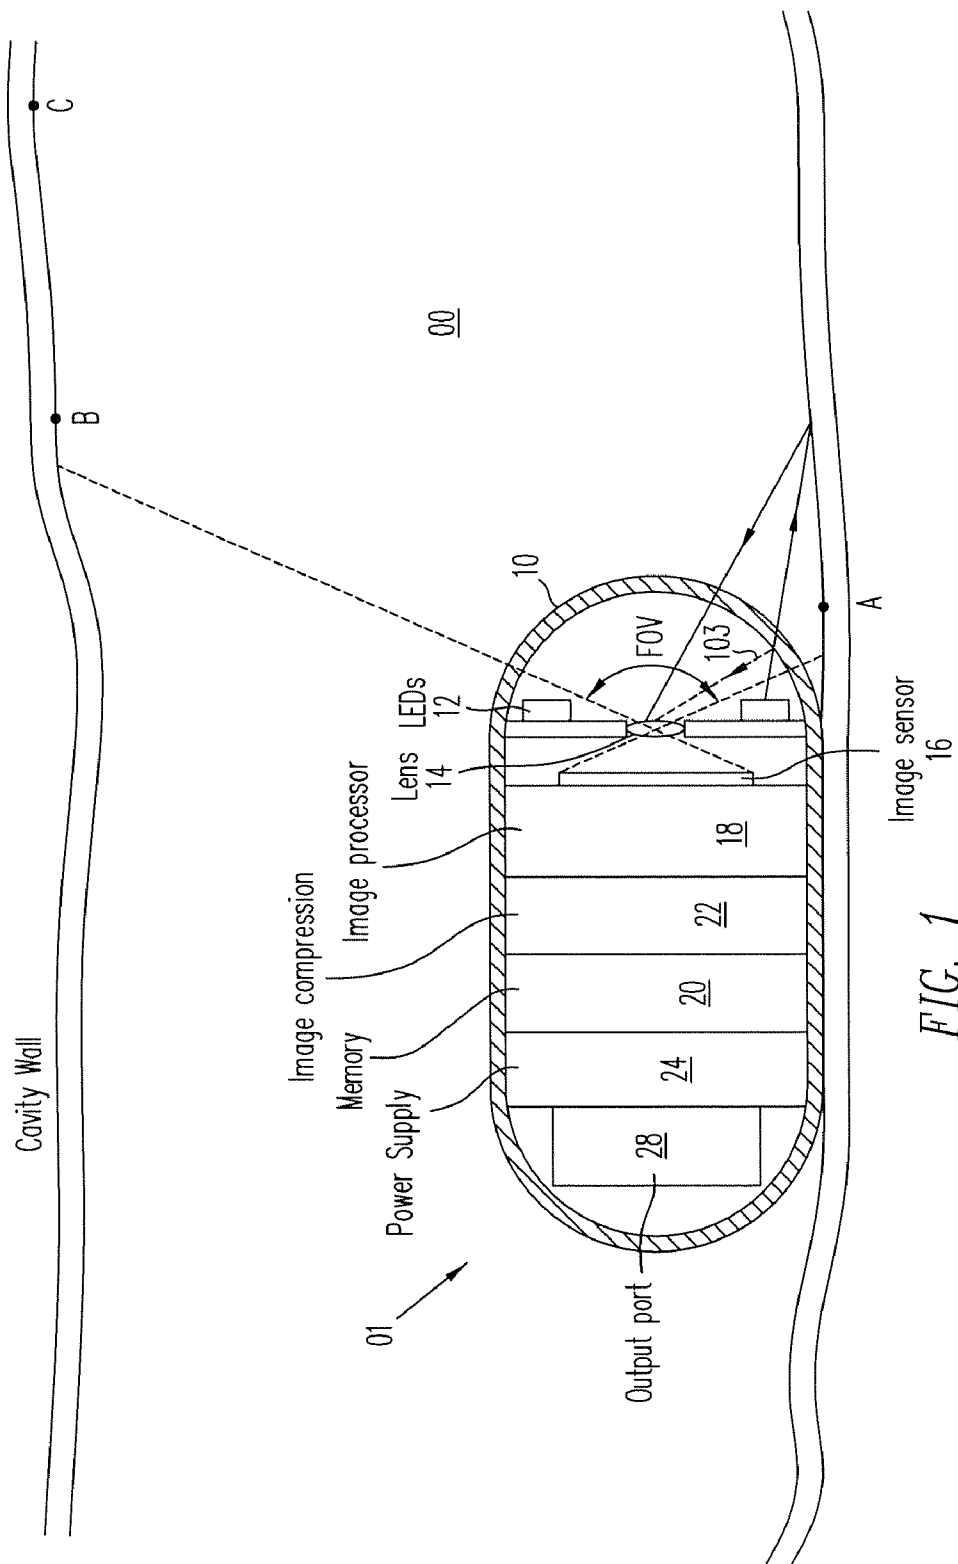 Cavity Wall
B
C
00
Image compression
Memory
Power Supply
Image processor
Lens
14
LEDs
12
10
FOV
103
01
28
24
20
22
18
Output port
Image sensor
16
A
FIG. 1